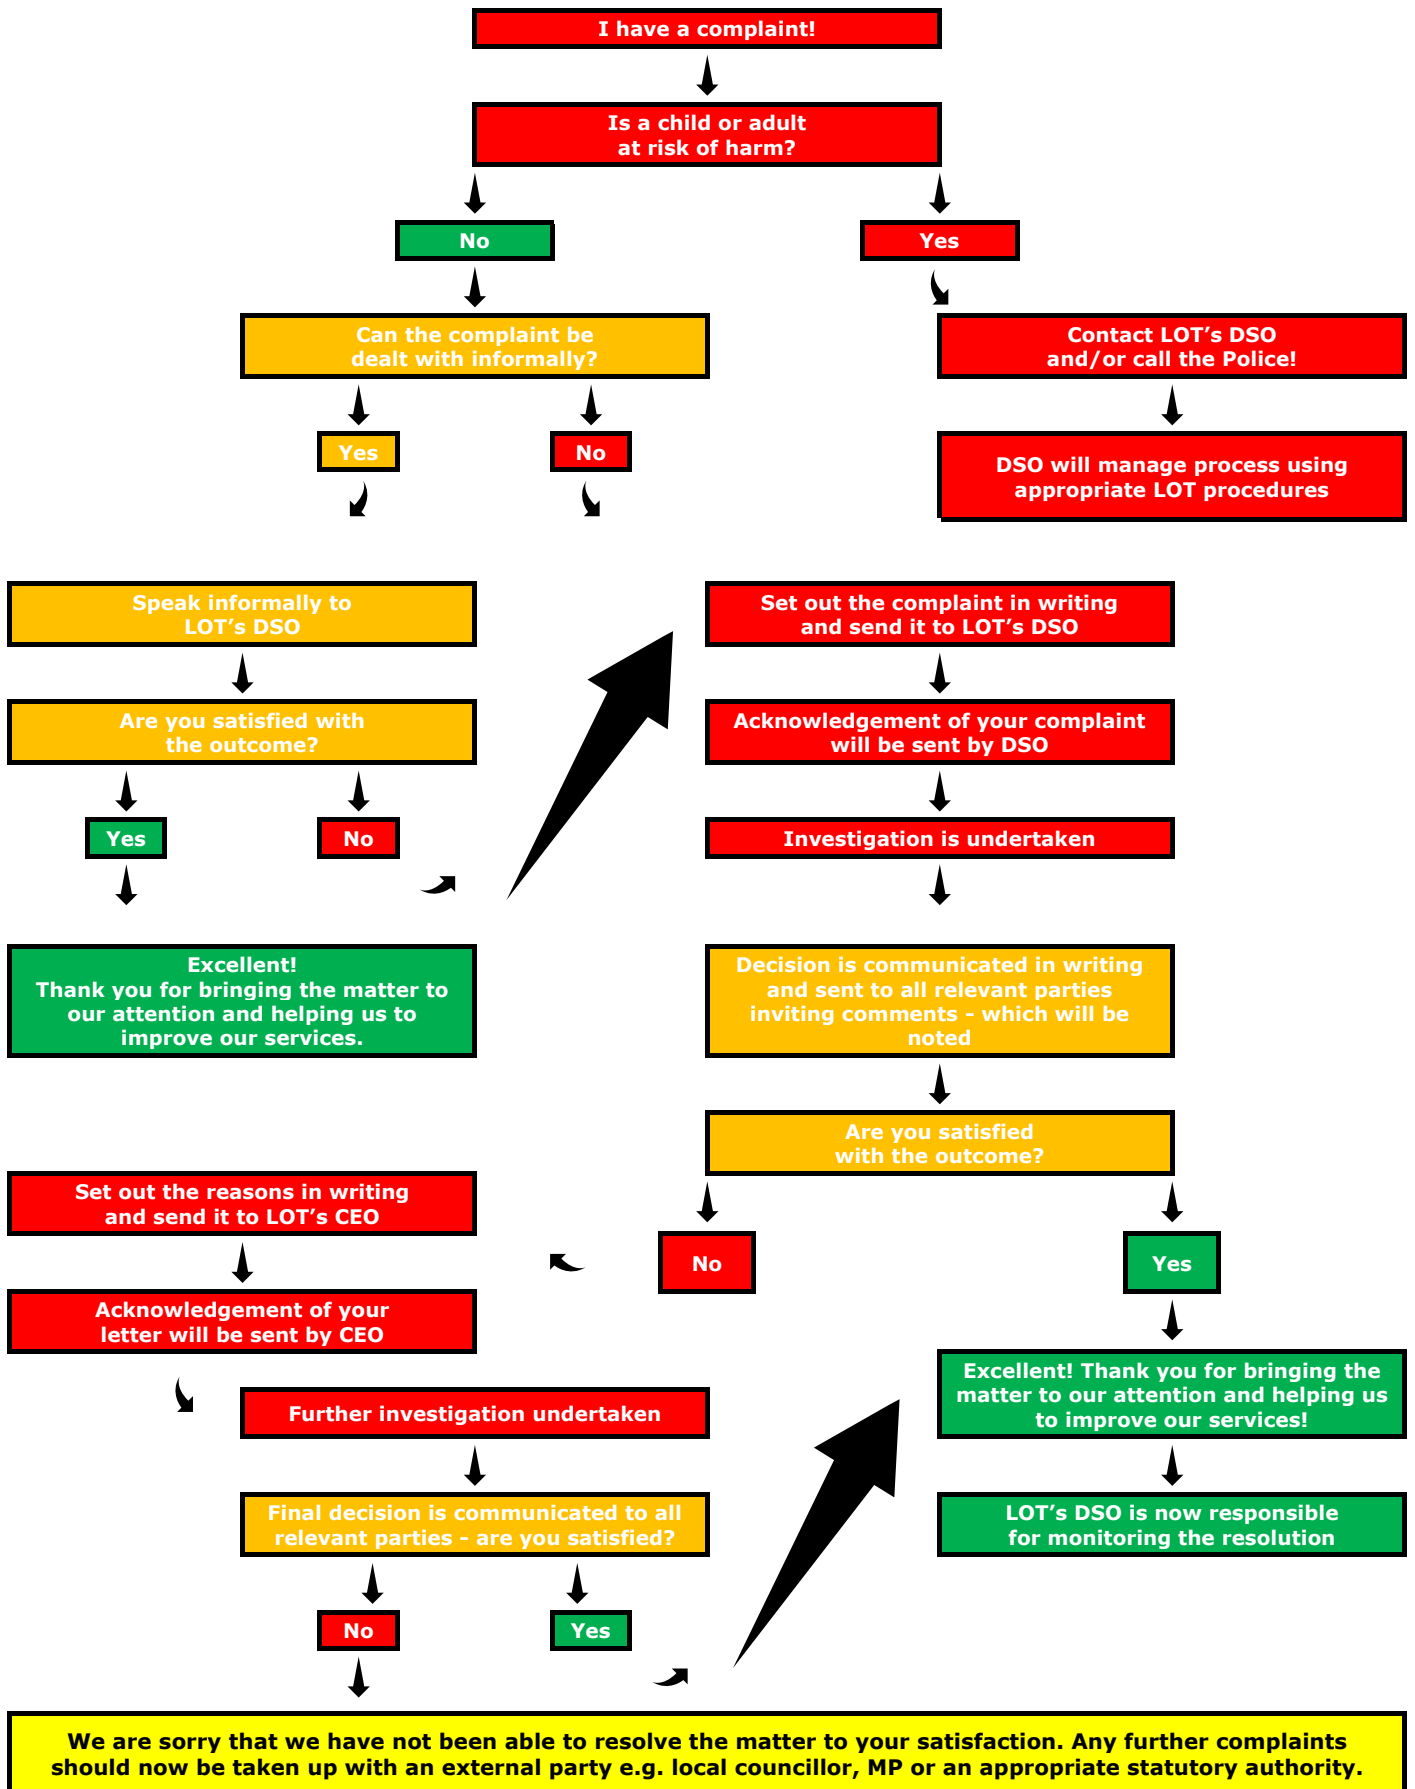 I have a complaint!
Is a child or adult
at risk of harm?
No
Yes
Can the complaint be
dealt with informally?
Contact LOT’s DSO
and/or call the Police!
Yes
No
DSO will manage process using
appropriate LOT procedures
Speak informally to
LOT’s DSO
Set out the complaint in writing
and send it to LOT’s DSO
Are you satisfied with
the outcome?
Acknowledgement of your complaint
will be sent by DSO
Yes
No
Investigation is undertaken
Excellent!
Thank you for bringing the matter to
our attention and helping us to
improve our services.
Decision is communicated in writing
and sent to all relevant parties
inviting comments – which will be
noted
Are you satisfied
with the outcome?
Set out the reasons in writing
and send it to LOT’s CEO
No
Yes
Acknowledgement of your
letter will be sent by CEO
Excellent! Thank you for bringing the
matter to our attention and helping us
to improve our services!
Further investigation undertaken
Final decision is communicated to all
relevant parties – are you satisfied?
LOT’s DSO is now responsible
for monitoring the resolution
No
Yes
We are sorry that we have not been able to resolve the matter to your satisfaction. Any further complaints
should now be taken up with an external party e.g. local councillor, MP or an appropriate statutory authority.